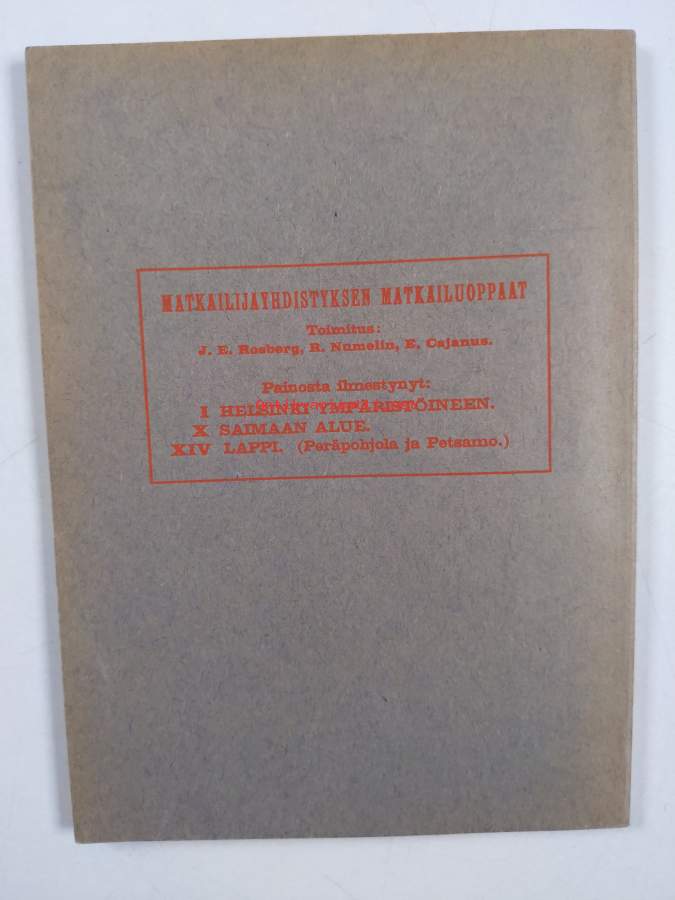 MATKAILIJAYHDISTYKSEN MATKAILUOPPAAT
Toimitus:
J. E. Rosberg, R. Numelin, E. Cajanus.
Painosta ilmestynyt:
I HELSINKI YMPÄRISTÖINEEN.
X SAIMAAN ALUE.
XIV LAPPI. (Peräpohjola ja Petsamo.)